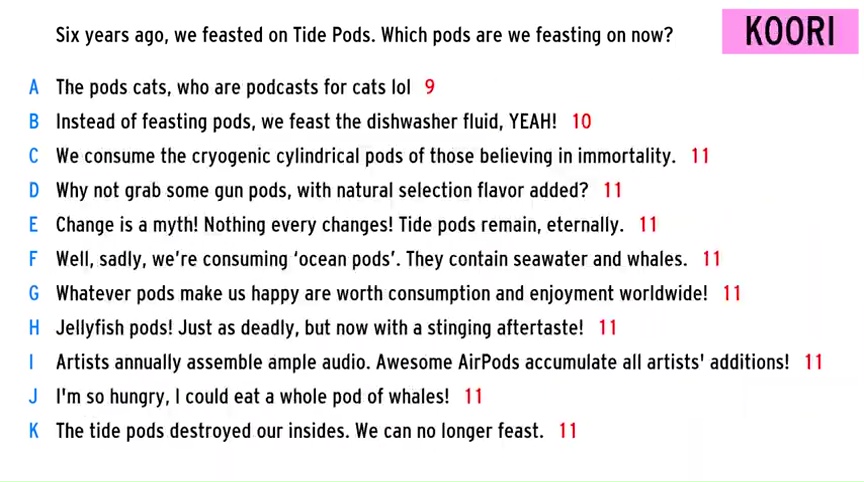 Six years ago, we feasted on Tide Pods. Which pods are we feasting on now?
KOORI
A The pods cats, who are podcasts for cats lol 9
B Instead of feasting pods, we feast the dishwasher fluid, YEAH! 10
C We consume the cryogenic cylindrical pods of those believing in immortality. 11
D Why not grab some gun pods, with natural selection flavor added? 11
E Change is a myth! Nothing every changes! Tide pods remain, eternally. 11
F Well, sadly, we're consuming ‘ocean pods’. They contain seawater and whales. 11
G Whatever pods make us happy are worth consumption and enjoyment worldwide! 11
H Jellyfish pods! Just as deadly, but now with a stinging aftertaste! 11
I Artists annually assemble ample audio. Awesome AirPods accumulate all artists' additions! 11
J I'm so hungry, I could eat a whole pod of whales! 11
K The tide pods destroyed our insides. We can no longer feast. 11